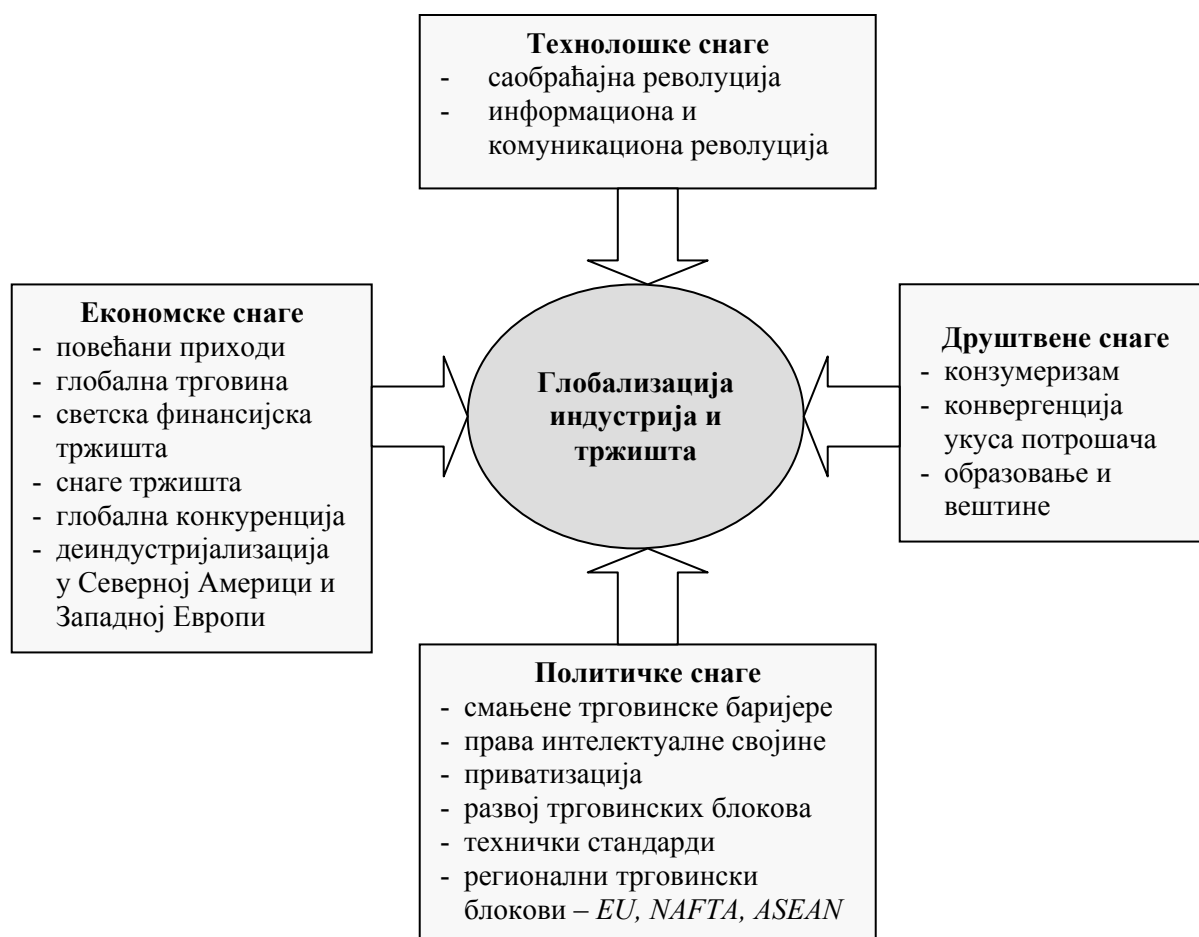 Технолошке снаге
- саобраћајна револуција
- информациона и
комуникациона револуција
Економске снаге
- повећани приходи
- глобална трговина
- светска финансијска
тржишта
- снаге тржишта
- глобална конкуренција
- деиндустријализација
у Северној Америци и
Западној Европи
Глобализација
индустрија и
тржишта
Друштвене снаге
- конзумеризам
- конвергенција
укуса потрошача
- образовање и
вештине
Политичке снаге
- смањене трговинске баријере
- права интелектуалне својине
- приватизација
- развој трговинских блокова
- технички стандарди
- регионални трговински
блокови – EU, NAFTA, ASEAN